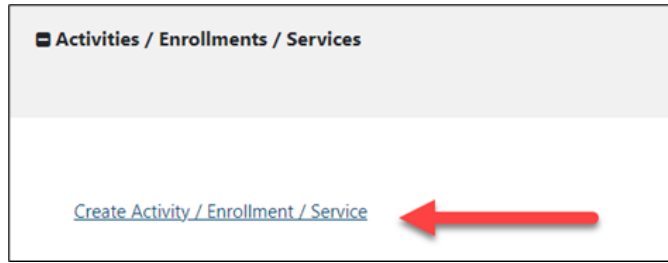 Activities / Enrollments / Services
Create Activity / Enrollment / Service